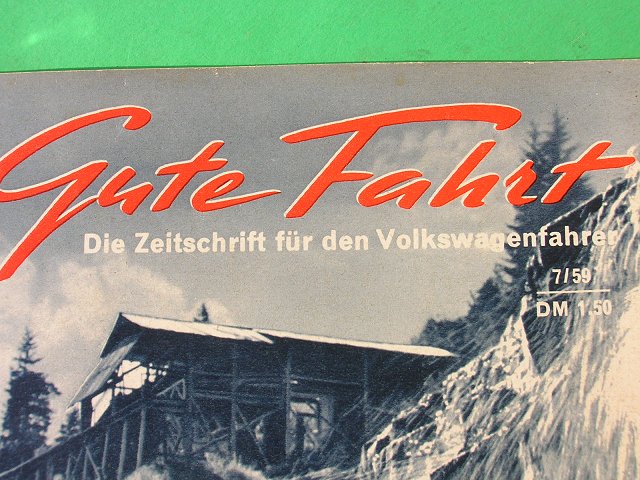 Gute Fahrt
Die Zeitschrift für den Volkswagenfahrer
7/59
DM 1.50